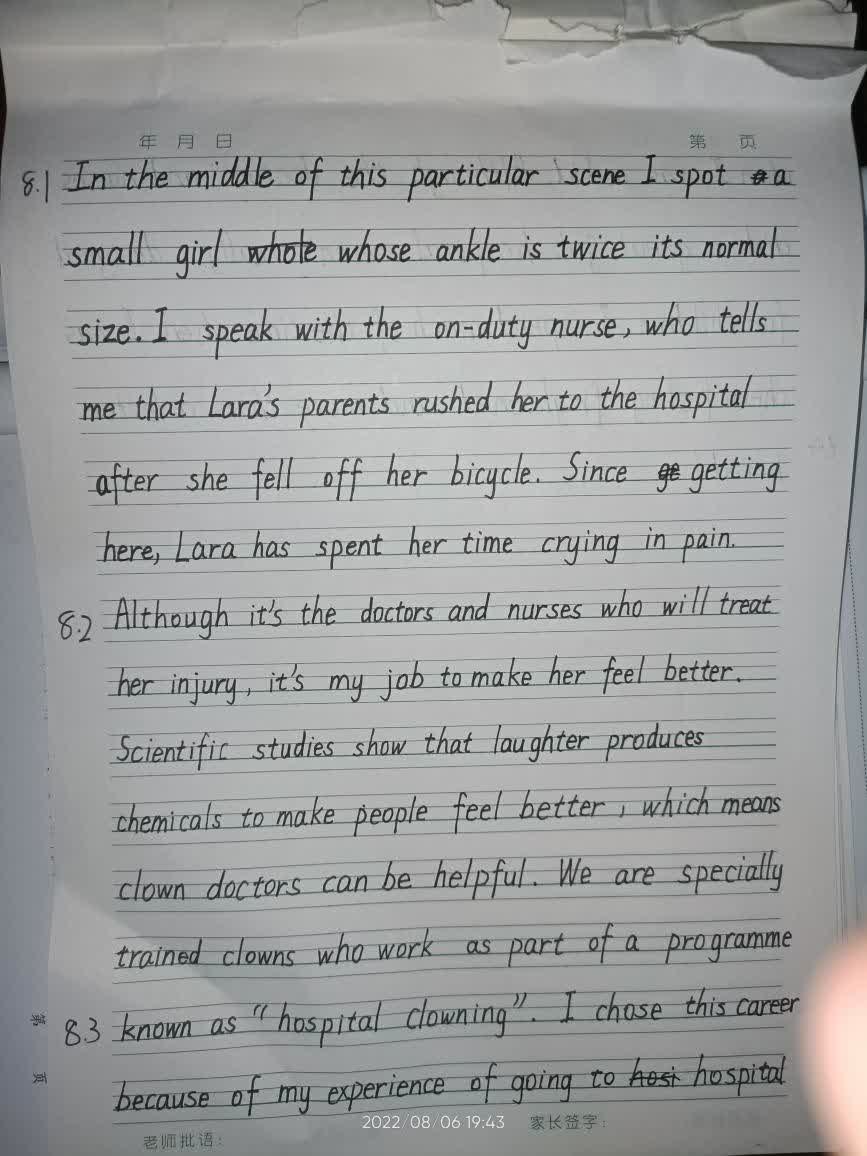 年 月 日
第 页
8.1 In the middle of this particular scene I spot a
small girl whose ankle is twice its normal
size. I speak with the on-duty nurse, who tells
me that Lara's parents rushed her to the hospital
after she fell off her bicycle. Since getting
here, Lara has spent her time crying in pain.
8.2 Although it's the doctors and nurses who will treat
her injury, it's my job to make her feel better.
Scientific studies show that laughter produces
chemicals to make people feel better, which means
clown doctors can be helpful. We are specially
trained clowns who work as part of a programme
8.3 known as "hospital clowning". I chose this career
because of my experience of going to hospital
第 页
2022/08/06 19:43
家长签字:
老师批语: